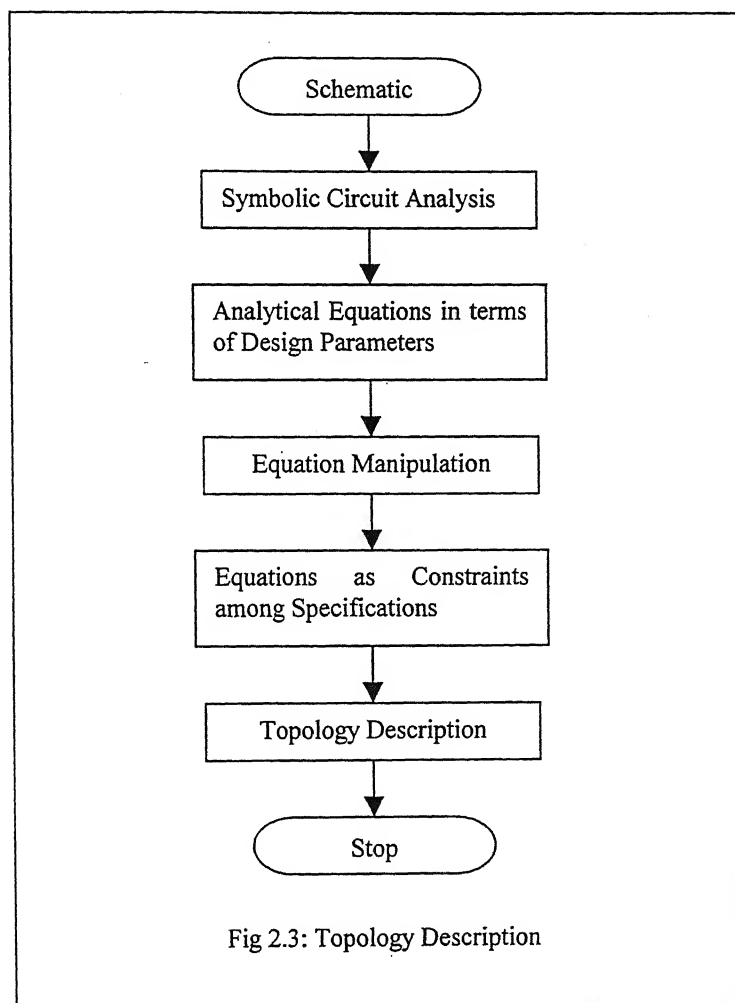 Schematic
Symbolic Circuit Analysis
Analytical Equations in terms
of Design Parameters
Equation Manipulation
Equations as Constraints
among Specifications
Topology Description
Stop
Fig 2.3: Topology Description